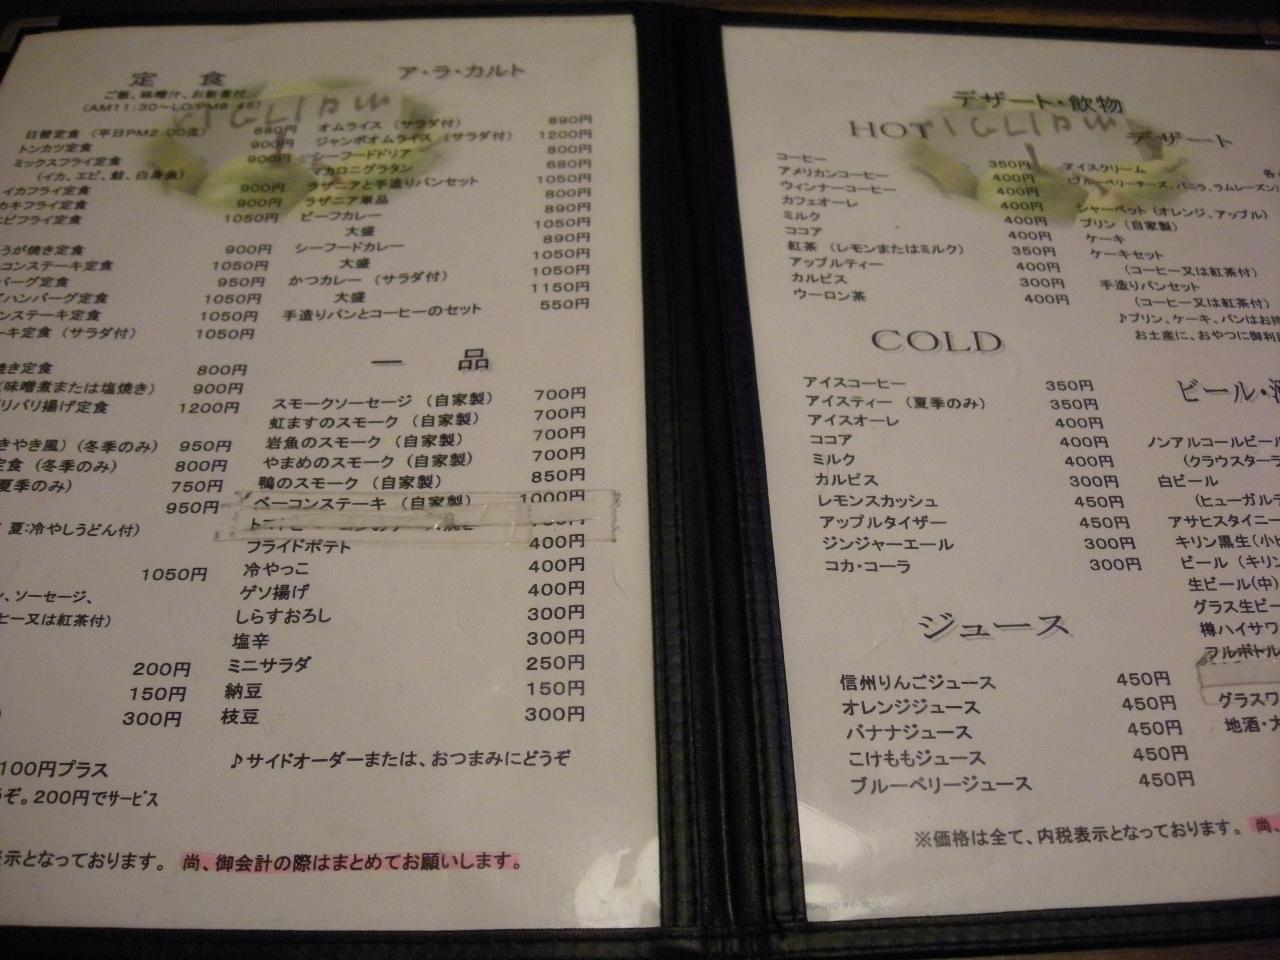 定 食
ご飯、味噌汁、お新香付
(AM11:30〜LO/PM8:45)
日替定食 (平日PM2:00迄) 680円
トンカツ定食 900円
ミックスフライ定食 900円
(イカ、エビ、鮭、白身魚)
イカフライ定食 900円
カキフライ定食 900円
エビフライ定食 1050円
うが焼き定食 900円
コンステーキ定食 1050円
バーグ定食 950円
ハンバーグ定食 1050円
ンステーキ定食 1050円
ーキ定食 (サラダ付) 1050円
焼き定食 800円
(味噌煮または塩焼き) 900円
リパリ揚げ定食 1200円
きやき風) (冬季のみ) 950円
定食 (冬季のみ) 800円
夏季のみ) 750円
950円
夏:冷やしうどん付)
1050円
、ソーセージ、
ヒー又は紅茶付)
200円
150円
300円
100円プラス
ぞ。200円でサービス
示となっております。 尚、御会計の際はまとめてお願いします。
ア・ラ・カルト
オムライス (サラダ付) 890円
ジャンボオムライス (サラダ付) 1200円
シーフードドリア 800円
マカロニグラタン 680円
ラザニアと手造りパンセット 1050円
ラザニア単品 800円
ビーフカレー 890円
大盛 1050円
シーフードカレー 890円
大盛 1050円
かつカレー (サラダ付) 1050円
大盛 1150円
手造りパンとコーヒーのセット 550円
一 品
スモークソーセージ (自家製) 700円
虹ますのスモーク (自家製) 700円
岩魚のスモーク (自家製) 700円
やまめのスモーク (自家製) 700円
鴨のスモーク (自家製) 850円
ベーコンステーキ (自家製) 1000円
フライドポテト 400円
冷やっこ 400円
ゲソ揚げ 400円
しらすおろし 300円
塩辛 300円
ミニサラダ 250円
納豆 150円
枝豆 300円
♪サイドオーダーまたは、おつまみにどうぞ
デザート・飲物
HOT
コーヒー 350円
アメリカンコーヒー 400円
ウィンナーコーヒー 400円
カフェオーレ 400円
ミルク 400円
ココア 400円
紅茶 (レモンまたはミルク) 350円
アップルティー 400円
カルピス 300円
ウーロン茶 400円
COLD
アイスコーヒー 350円
アイスティー (夏季のみ) 350円
アイスオーレ 400円
ココア 400円
ミルク 400円
カルピス 300円
レモンスカッシュ 450円
アップルタイザー 450円
ジンジャーエール 300円
コカ・コーラ 300円
ジュース
信州りんごジュース 450円
オレンジジュース 450円
バナナジュース 450円
こけももジュース 450円
ブルーベリージュース 450円
※価格は全て、内税表示となっております。 尚、
デザート
アイスクリーム 各
(ブルーベリーチーズ、バニラ、ラムレーズン)
シャーベット (オレンジ、アップル)
プリン (自家製)
ケーキ
ケーキセット
(コーヒー又は紅茶付)
手造りパンセット
(コーヒー又は紅茶付)
♪プリン、ケーキ、パンはお持
お土産に、おやつに御利
ビール・酒
ノンアルコールビール
(クラウスターラ
白ビール
(ヒューガル
アサヒスタイニー
キリン黒生(小ビ
ビール (キリン
生ビール(中)
グラス生ビー
樽ハイサワ
フルボトル
グラスワ
地酒・